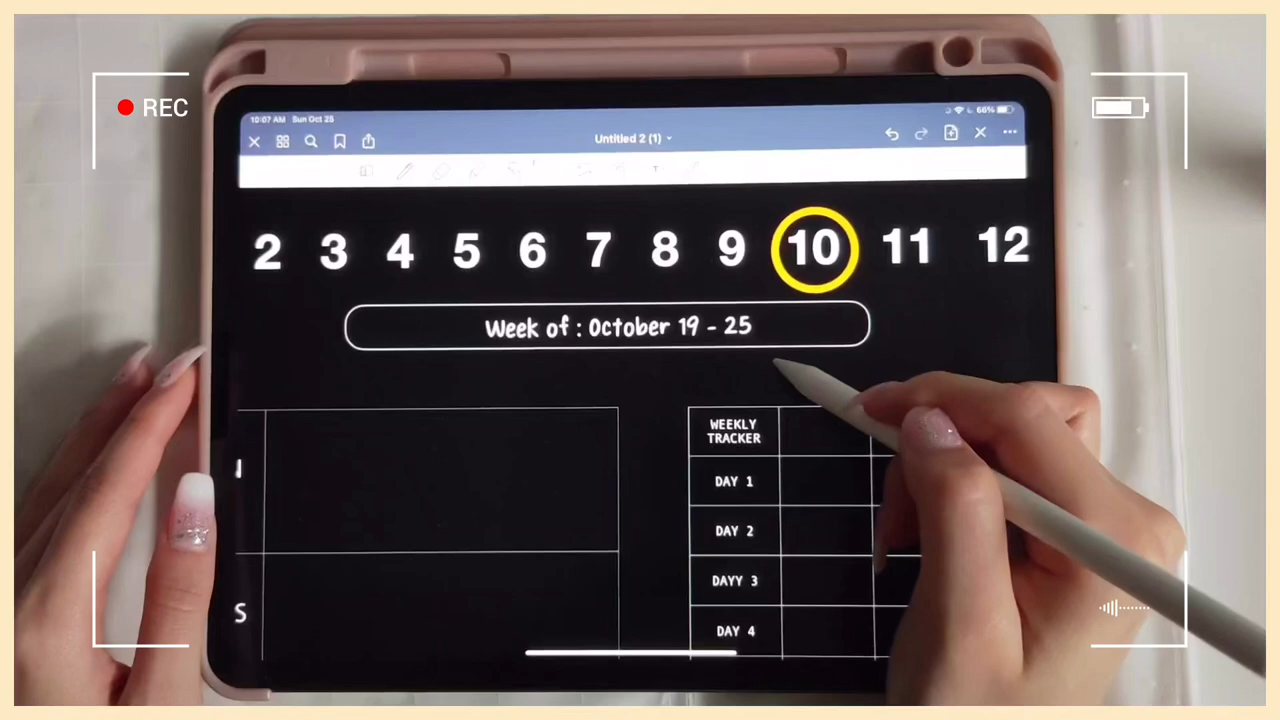 REC
10:07 AM Sun Oct 25
66%
Untitled 2 (1)
2 3 4 5 6 7 8 9 10 11 12
Week of : October 19 - 25
WEEKLY
TRACKER
DAY 1
DAY 2
DAYY 3
S
DAY 4